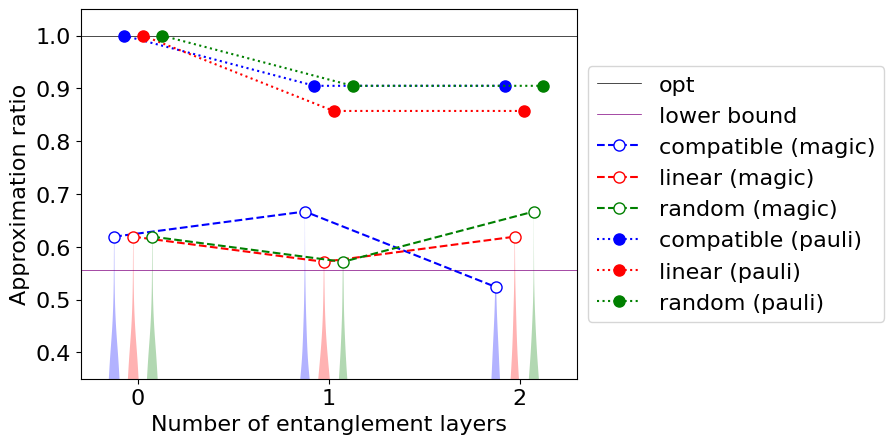 1.0
0.9
0.8
0.7
0.6
0.5
0.4
Approximation ratio
0 1 2
Number of entanglement layers
opt
lower bound
compatible (magic)
linear (magic)
random (magic)
compatible (pauli)
linear (pauli)
random (pauli)